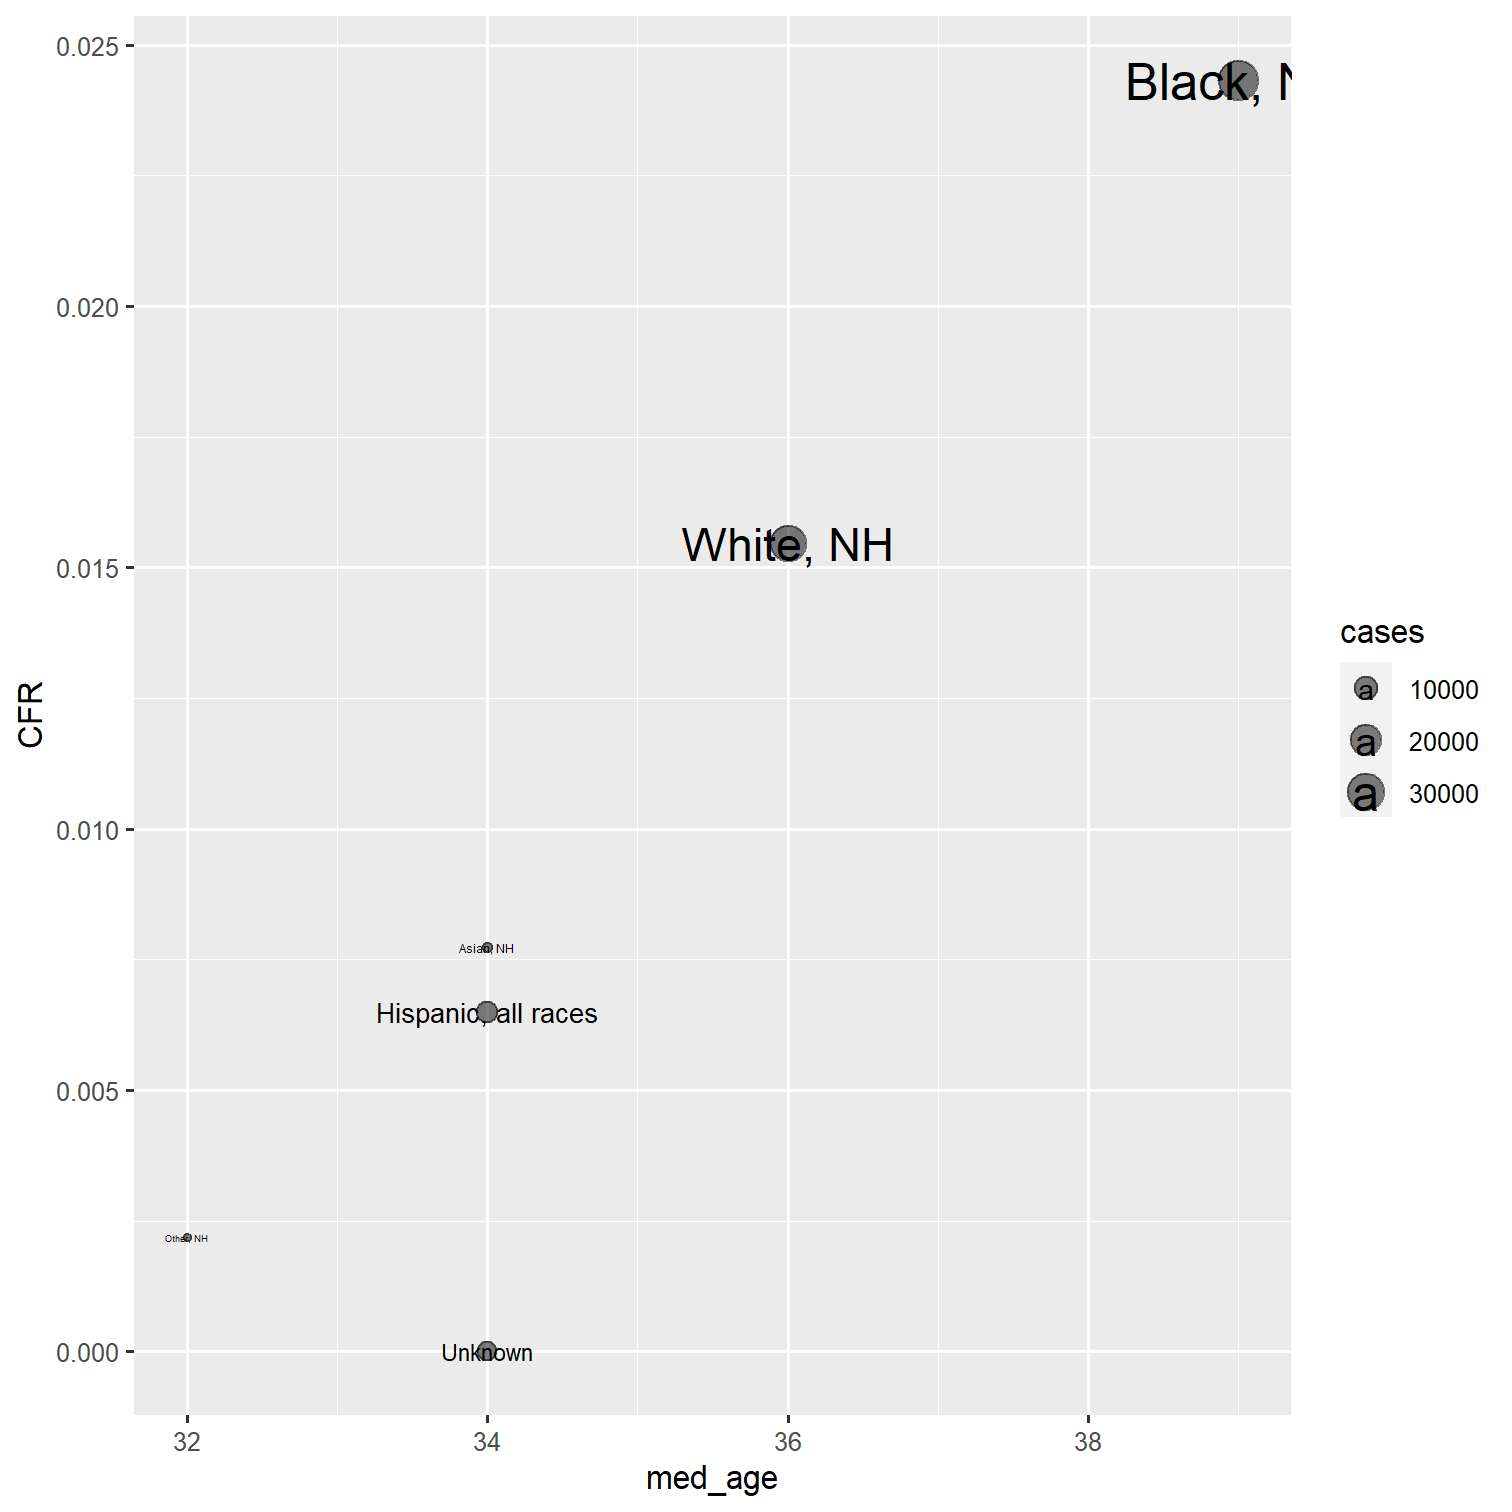 0.025
Black, N
0.020
White, NH
0.015
cases
a 10000
a 20000
a 30000
CFR
0.010
Asian, NH
Hispanic, all races
0.005
Other, NH
0.000
Unknown
32 34 36 38
med_age